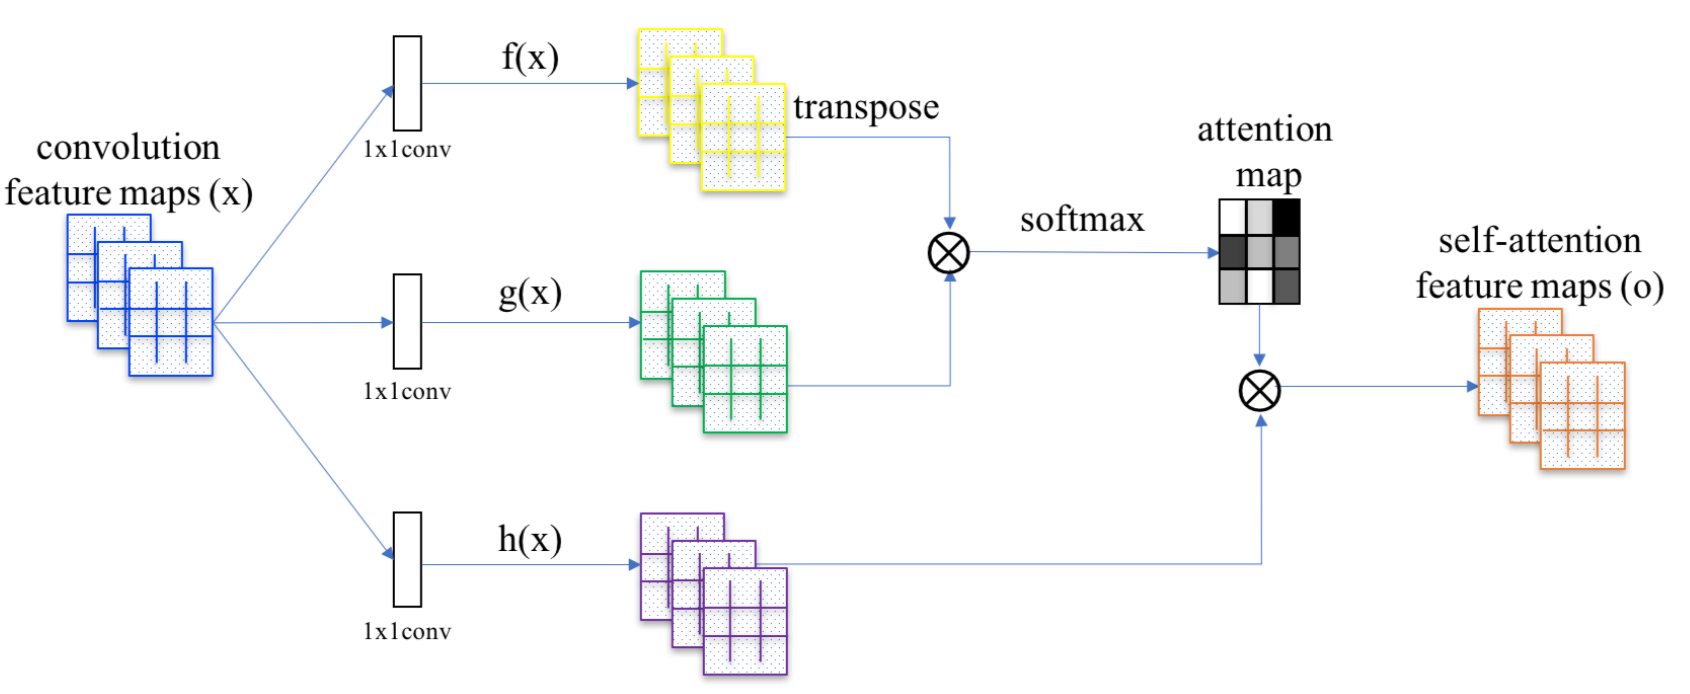 convolution
feature maps (x)
f(x)
1x1conv
transpose
g(x)
1x1conv
h(x)
1x1conv
softmax
attention
map
self-attention
feature maps (o)